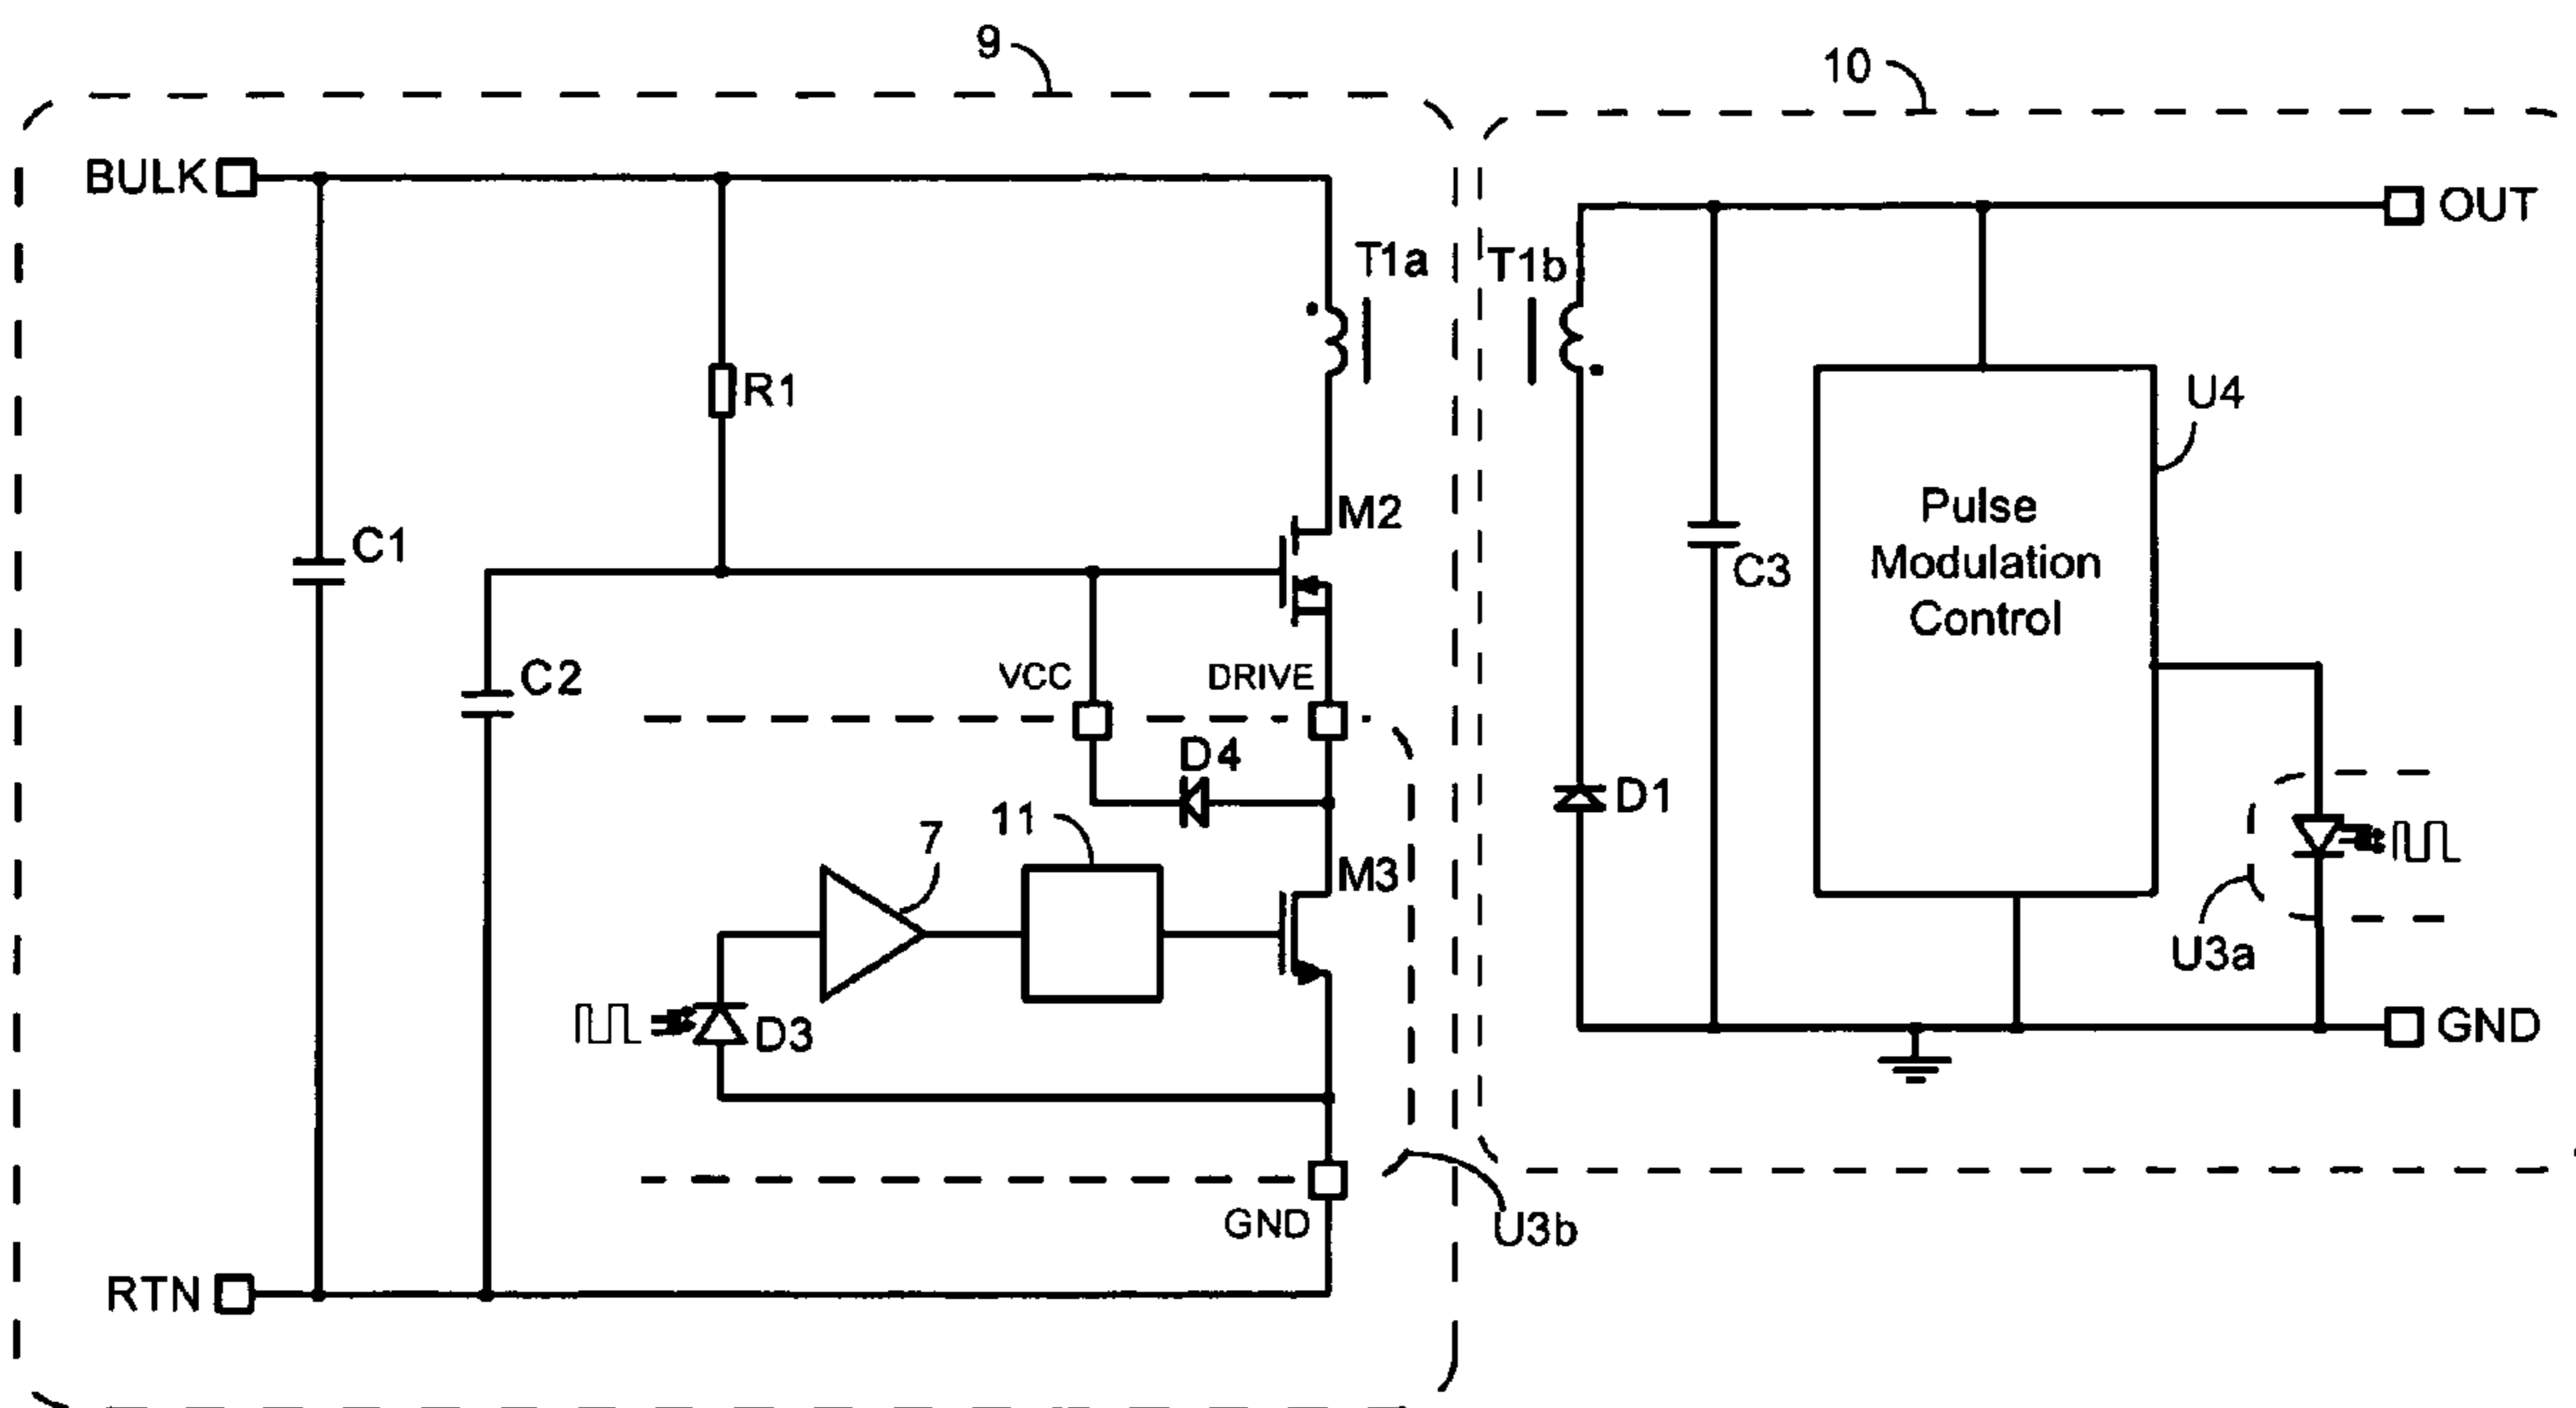 9
10
BULK
OUT
T1a
T1b
R1
U4
M2
Pulse
Modulation
Control
C1
C3
C2
VCC
DRIVE
D4
D1
11
7
M3
U3a
D3
GND
GND
U3b
RTN